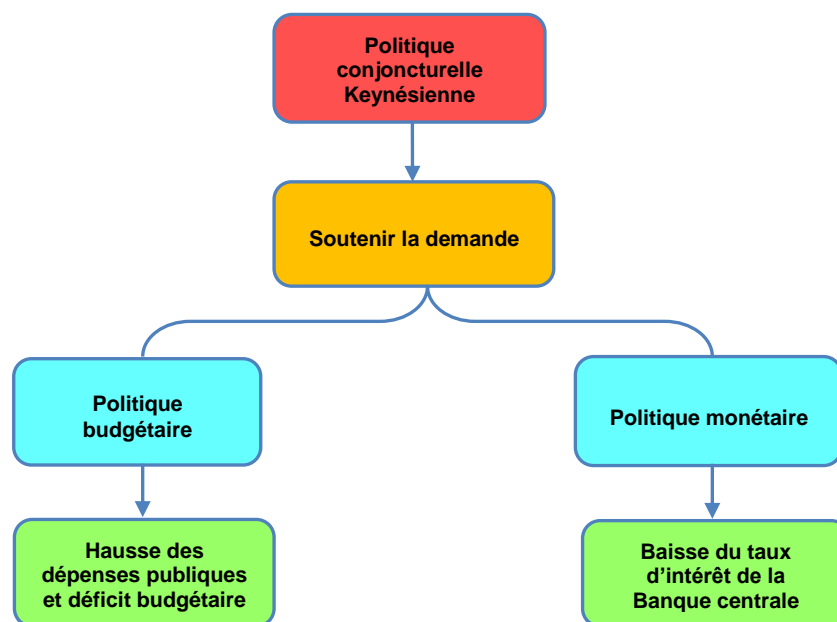 Politique
conjoncturelle
Keynésienne
Soutenir la demande
Politique
budgétaire
Politique monétaire
Hausse des
dépenses publiques
et déficit budgétaire
Baisse du taux
d’intérêt de la
Banque centrale